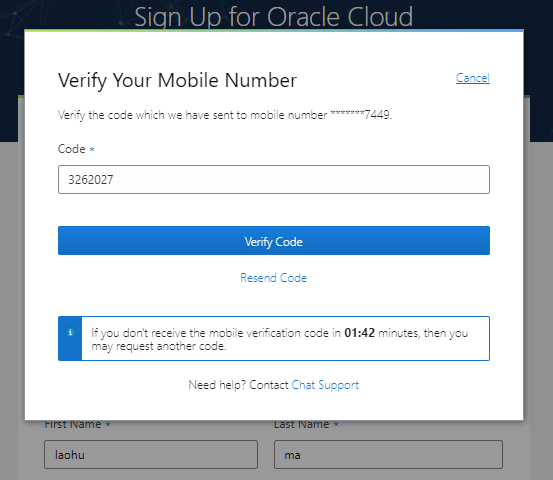 Sign Up for Oracle Cloud
Verify Your Mobile Number
Cancel
Verify the code which we have sent to mobile number *******7449.
Code *
3262027
Verify Code
Resend Code
If you don't receive the mobile verification code in 01:42 minutes, then you
may request another code.
Need help? Contact Chat Support
First Name *
Last Name *
laohu
ma